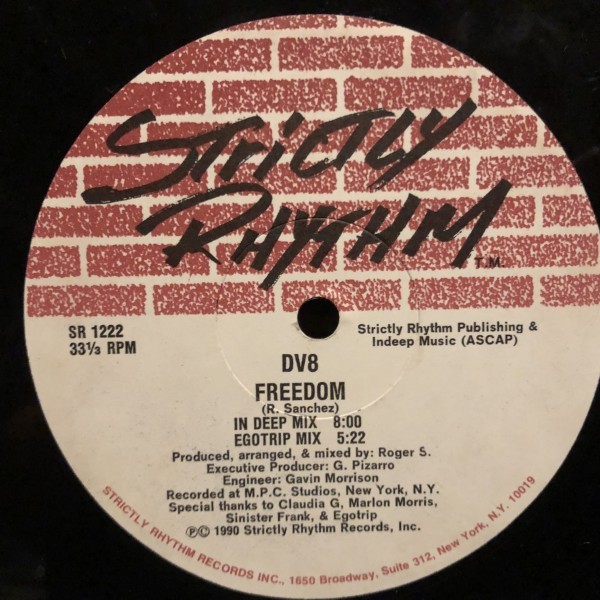 STRICTLY
RHYTHM
T.M.
SR 1222
33⅓ RPM
Strictly Rhythm Publishing &
Indeep Music (ASCAP)
DV8
FREEDOM
(R. Sanchez)
IN DEEP MIX 8:00
EGOTRIP MIX 5:22
Produced, arranged, & mixed by: Roger S.
Executive Producer: G. Pizarro
Engineer: Gavin Morrison
Recorded at M.P.C. Studios, New York, N.Y.
Special thanks to Claudia G, Marlon Morris,
Sinister Frank, & Egotrip
℗© 1990 Strictly Rhythm Records, Inc.
STRICTLY RHYTHM RECORDS INC., 1650 Broadway, Suite 312, New York, N.Y. 10019